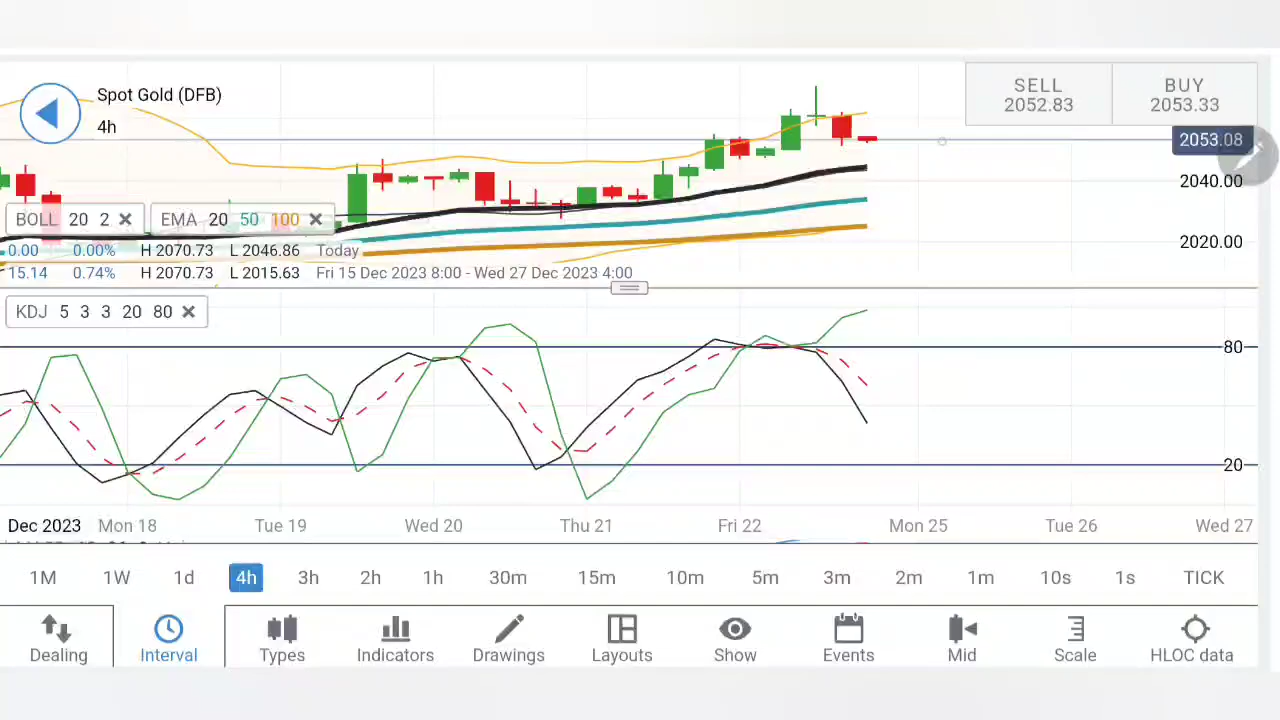 Spot Gold (DFB)
4h
SELL
2052.83
BUY
2053.33
2053.08
2040.00
2020.00
BOLL 20 2
EMA 20 50 100
0.00 0.00% H 2070.73 L 2046.86 Today
15.14 0.74% H 2070.73 L 2015.63 Fri 15 Dec 2023 8:00 - Wed 27 Dec 2023 4:00
KDJ 5 3 3 20 80
80
20
Dec 2023 Mon 18 Tue 19 Wed 20 Thu 21 Fri 22 Mon 25 Tue 26 Wed 27
1M 1W 1d 4h 3h 2h 1h 30m 15m 10m 5m 3m 2m 1m 10s 1s TICK
Dealing Interval Types Indicators Drawings Layouts Show Events Mid Scale HLOC data